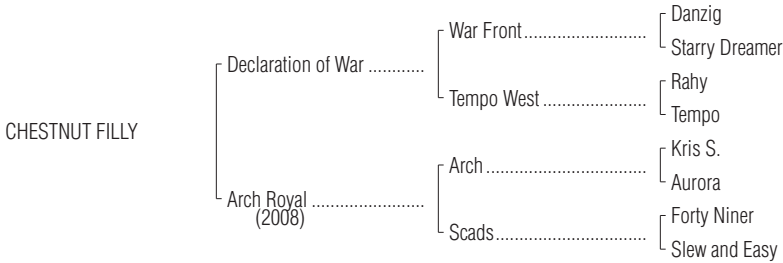 Danzig
War Front..............................
Starry Dreamer
Declaration of War ............
Rahy
Tempo West ........................
Tempo
CHESTNUT FILLY
Kris S.
Arch .....................................
Aurora
Arch Royal .........................
(2008)
Forty Niner
Scads...................................
Slew and Easy